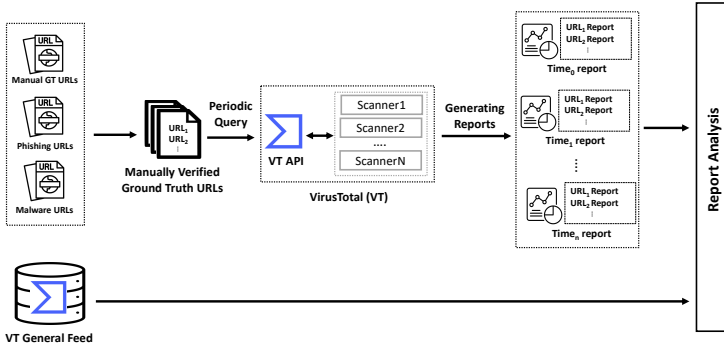 URL
Manual GT URLs
URL
Phishing URLs
URL
Malware URLs
URL₁
URL₂
Manually Verified
Ground Truth URLs
Periodic
Query
VT API
Scanner1
Scanner2
....
ScannerN
VirusTotal (VT)
Generating
Reports
URL₁ Report
URL₂ Report
Time₀ report
URL₁ Report
URL₂ Report
Time₁ report
URL₁ Report
URL₂ Report
Timeₙ report
Report Analysis
VT General Feed